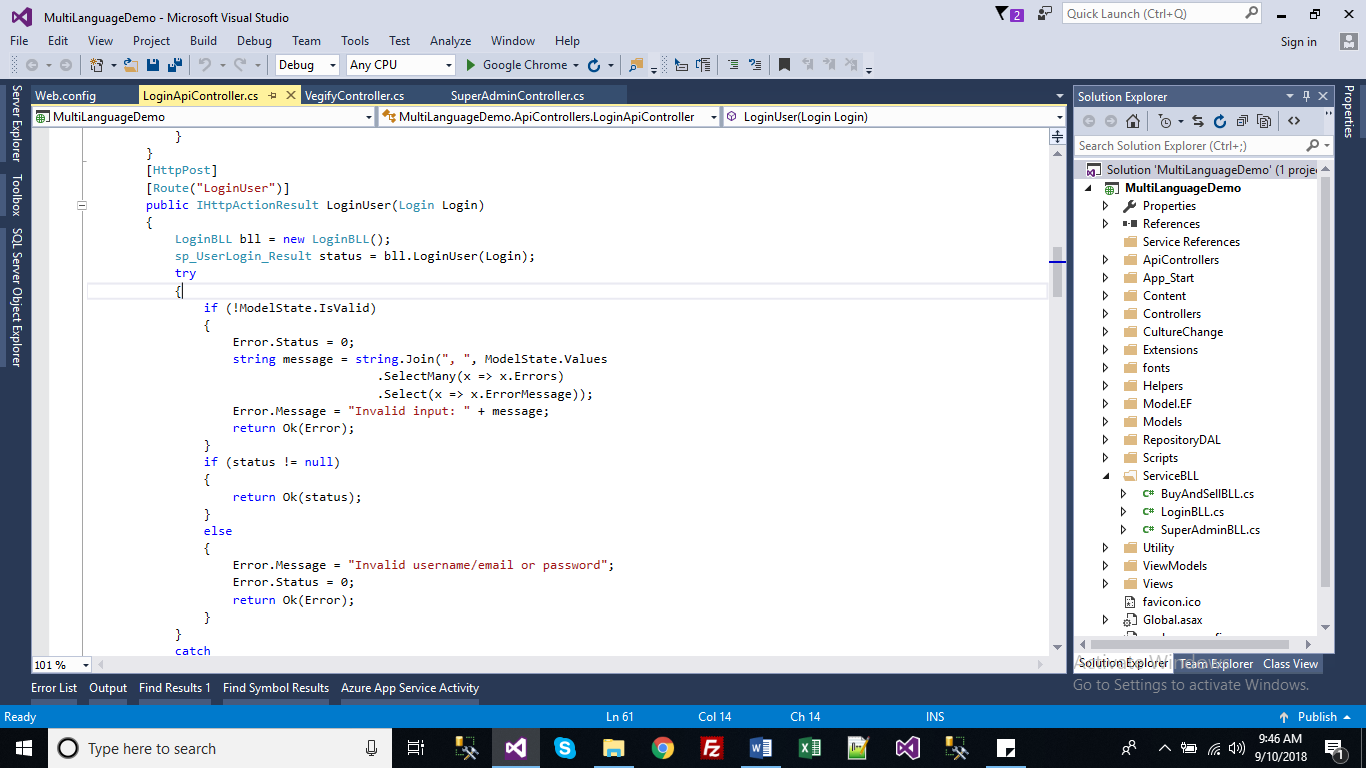 MultiLanguageDemo - Microsoft Visual Studio
2
Quick Launch (Ctrl+Q)
File Edit View Project Build Debug Team Tools Test Analyze Window Help
Sign in
Debug Any CPU Google Chrome
Web.config LoginApiController.cs VegifyController.cs SuperAdminController.cs
MultiLanguageDemo MultiLanguageDemo.ApiControllers.LoginApiController LoginUser(Login Login)
Server Explorer
Toolbox
SQL Server Object Explorer
}
}
[HttpPost]
[Route("LoginUser")]
public IHttpActionResult LoginUser(Login Login)
{
LoginBLL bll = new LoginBLL();
sp_UserLogin_Result status = bll.LoginUser(Login);
try
{
if (!ModelState.IsValid)
{
Error.Status = 0;
string message = string.Join(", ", ModelState.Values
.SelectMany(x => x.Errors)
.Select(x => x.ErrorMessage));
Error.Message = "Invalid input: " + message;
return Ok(Error);
}
if (status != null)
{
return Ok(status);
}
else
{
Error.Message = "Invalid username/email or password";
Error.Status = 0;
return Ok(Error);
}
}
catch
101 %
Solution Explorer
Search Solution Explorer (Ctrl+;)
Solution 'MultiLanguageDemo' (1 proje
MultiLanguageDemo
Properties
References
Service References
ApiControllers
App_Start
Content
Controllers
CultureChange
Extensions
fonts
Helpers
Model.EF
Models
RepositoryDAL
Scripts
ServiceBLL
BuyAndSellBLL.cs
LoginBLL.cs
SuperAdminBLL.cs
Utility
ViewModels
Views
favicon.ico
Global.asax
Solution Explorer Team Explorer Class View
Properties
Activate Windows
Go to Settings to activate Windows.
Error List Output Find Results 1 Find Symbol Results Azure App Service Activity
Ready Ln 61 Col 14 Ch 14 INS Publish
Type here to search
9:46 AM
9/10/2018
1